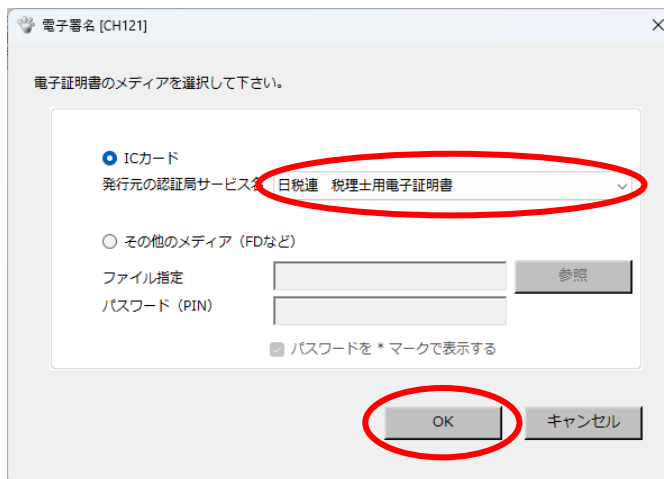 電子署名 [CH121]
電子証明書のメディアを選択して下さい。
ICカード
発行元の認証局サービス名 日税連　税理士用電子証明書
その他のメディア（FDなど）
ファイル指定 参照
パスワード（PIN）
パスワードを * マークで表示する
OK キャンセル